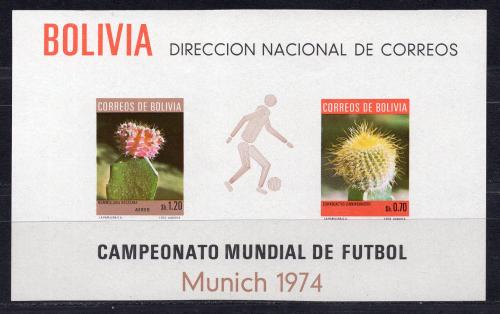 BOLIVIA DIRECCION NACIONAL DE CORREOS
CORREOS DE BOLIVIA
AEREO
$b.1.20
CORREOS DE BOLIVIA
$b.0.70
CAMPEONATO MUNDIAL DE FUTBOL
Munich 1974